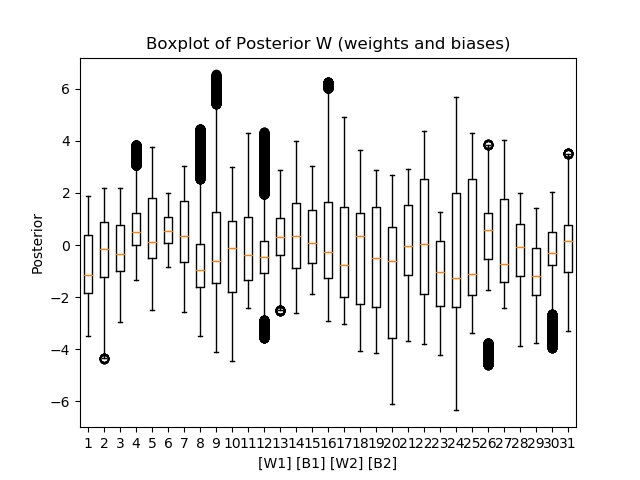 Boxplot of Posterior W (weights and biases)
Posterior
6
4
2
0
−2
−4
−6
1 2 3 4 5 6 7 8 9 10 11 12 13 14 15 16 17 18 19 20 21 22 23 24 25 26 27 28 29 30 31
[W1] [B1] [W2] [B2]